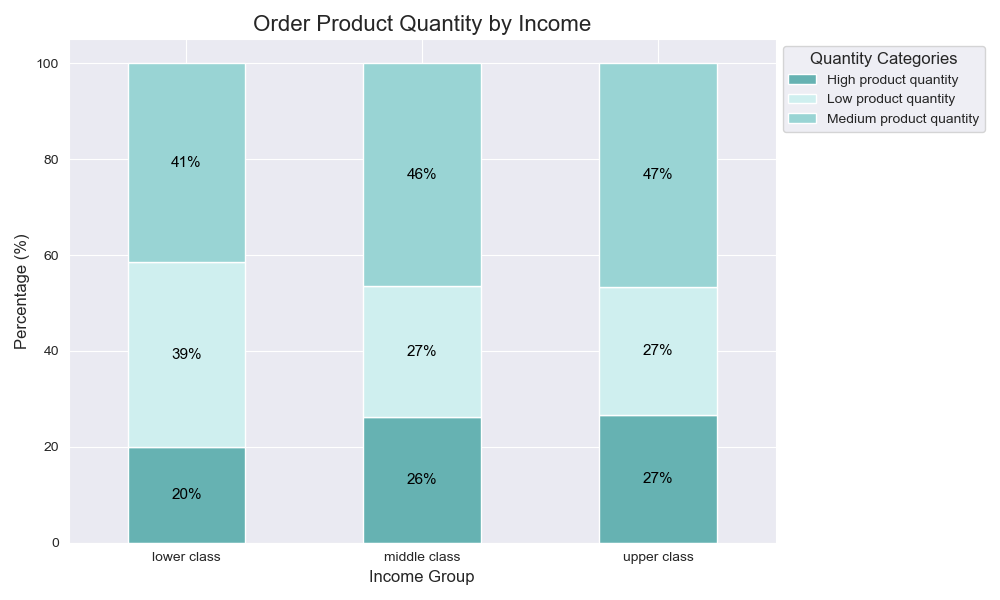 Order Product Quantity by Income
Quantity Categories
High product quantity
Low product quantity
Medium product quantity
Percentage (%)
100
80
60
40
20
0
41%
46%
47%
39%
27%
27%
20%
26%
27%
lower class
middle class
upper class
Income Group